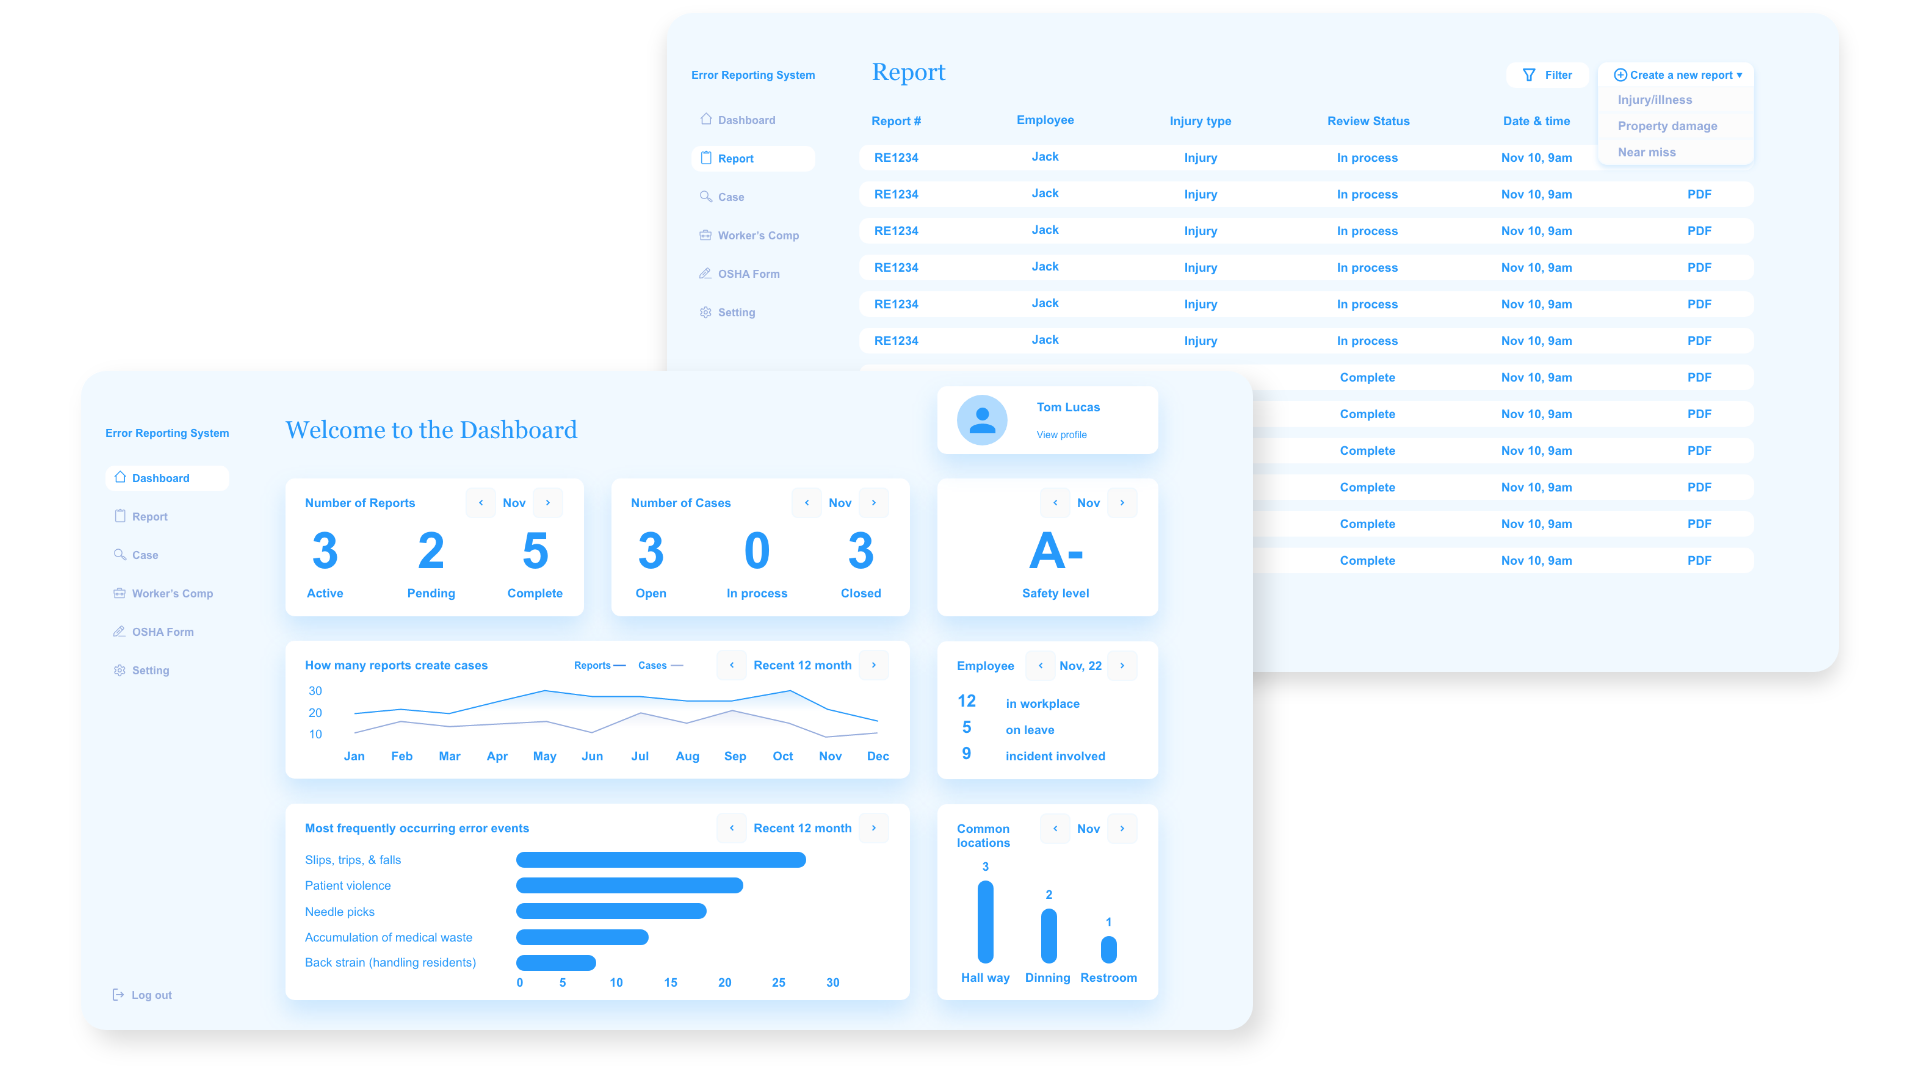 Error Reporting System
Report
Filter
Create a new report
Injury/illness
Property damage
Near miss
Dashboard
Report
Case
Worker's Comp
OSHA Form
Setting
Report # Employee Injury type Review Status Date & time
RE1234 Jack Injury In process Nov 10, 9am
RE1234 Jack Injury In process Nov 10, 9am PDF
RE1234 Jack Injury In process Nov 10, 9am PDF
RE1234 Jack Injury In process Nov 10, 9am PDF
RE1234 Jack Injury In process Nov 10, 9am PDF
RE1234 Jack Injury In process Nov 10, 9am PDF
Complete Nov 10, 9am PDF
Complete Nov 10, 9am PDF
Complete Nov 10, 9am PDF
Complete Nov 10, 9am PDF
Complete Nov 10, 9am PDF
Complete Nov 10, 9am PDF
Error Reporting System
Dashboard
Report
Case
Worker's Comp
OSHA Form
Setting
Log out
Welcome to the Dashboard
Tom Lucas
View profile
Number of Reports Nov
3 2 5
Active Pending Complete
Number of Cases Nov
3 0 3
Open In process Closed
Nov
A-
Safety level
How many reports create cases Reports Cases Recent 12 month
30
20
10
Jan Feb Mar Apr May Jun Jul Aug Sep Oct Nov Dec
Employee Nov, 22
12 in workplace
5 on leave
9 incident involved
Most frequently occurring error events Recent 12 month
Slips, trips, & falls
Patient violence
Needle picks
Accumulation of medical waste
Back strain (handling residents)
0 5 10 15 20 25 30
Common
locations
Nov
3
2
1
Hall way Dinning Restroom